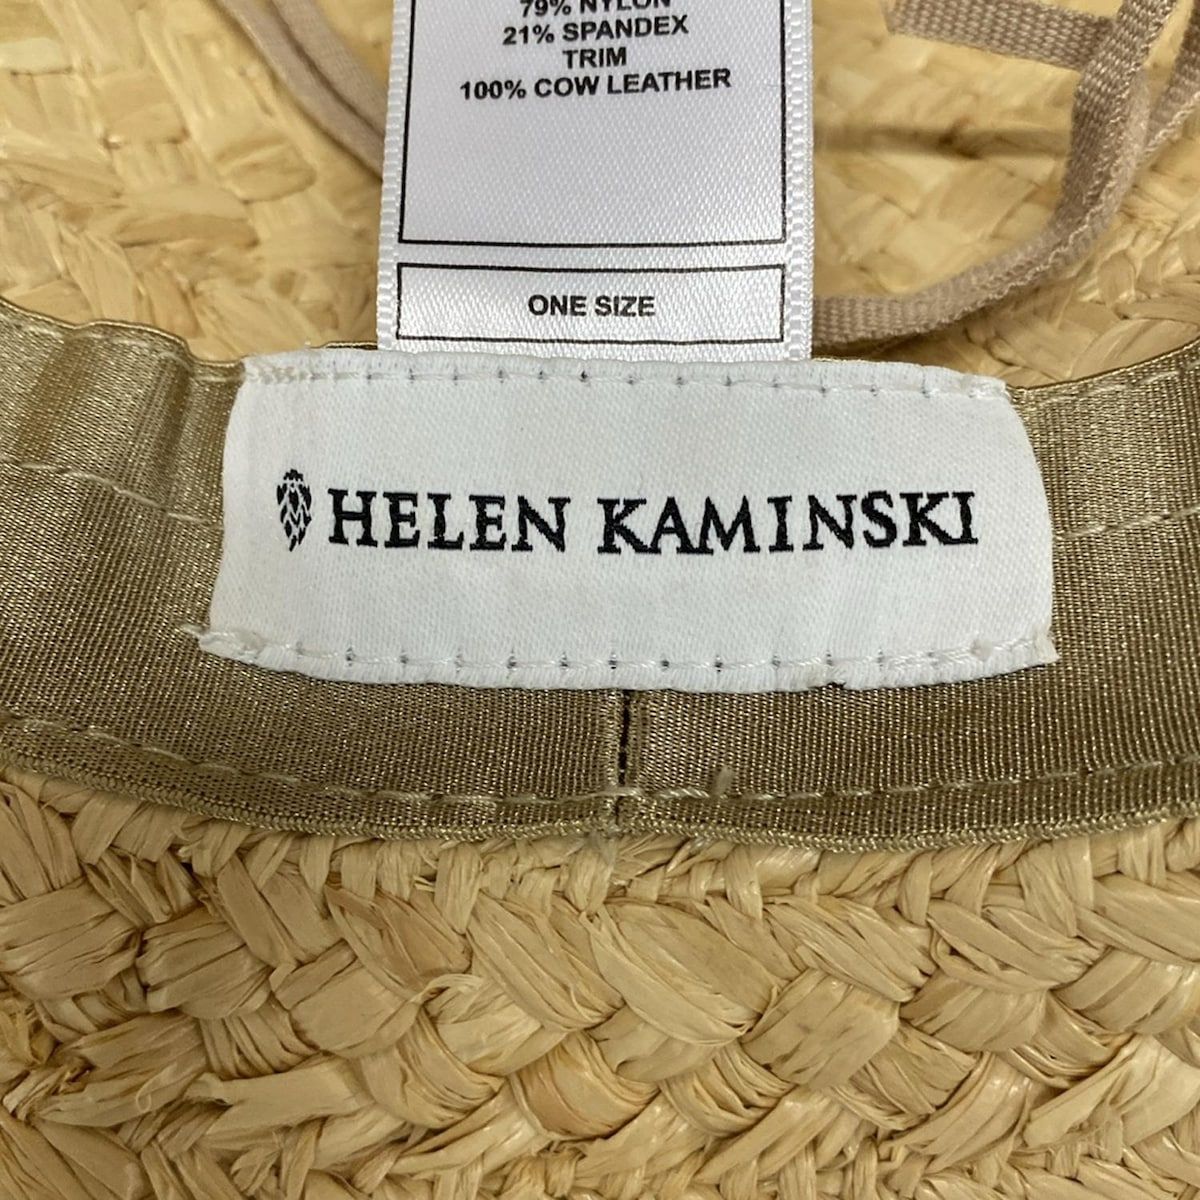 79% NYLON
21% SPANDEX
TRIM
100% COW LEATHER
ONE SIZE
HELEN KAMINSKI